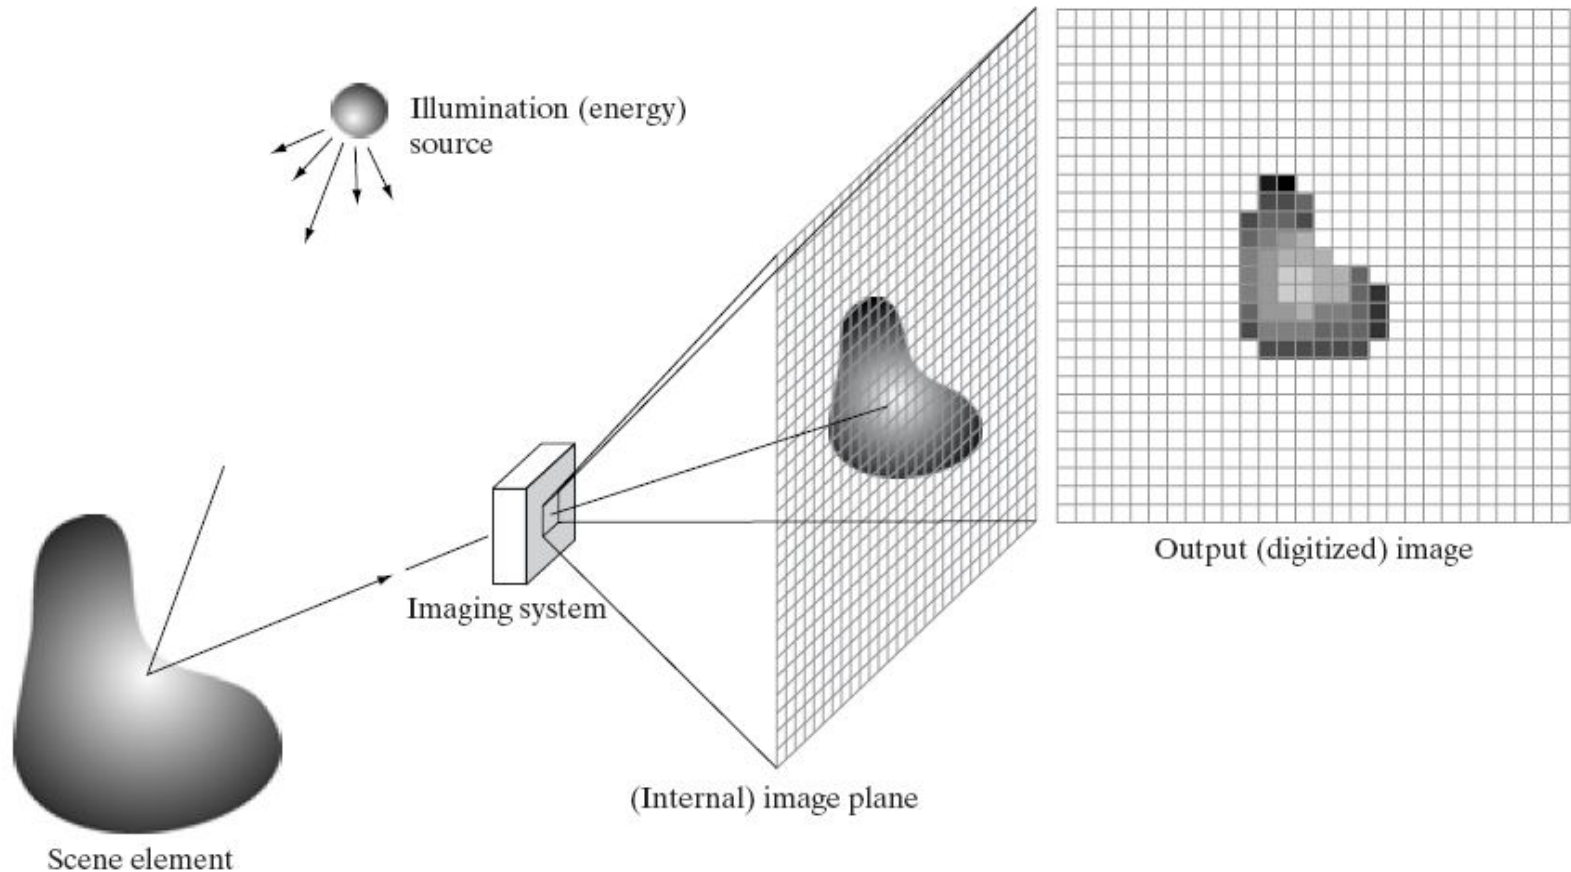 Illumination (energy)
source
Output (digitized) image
Imaging system
(Internal) image plane
Scene element